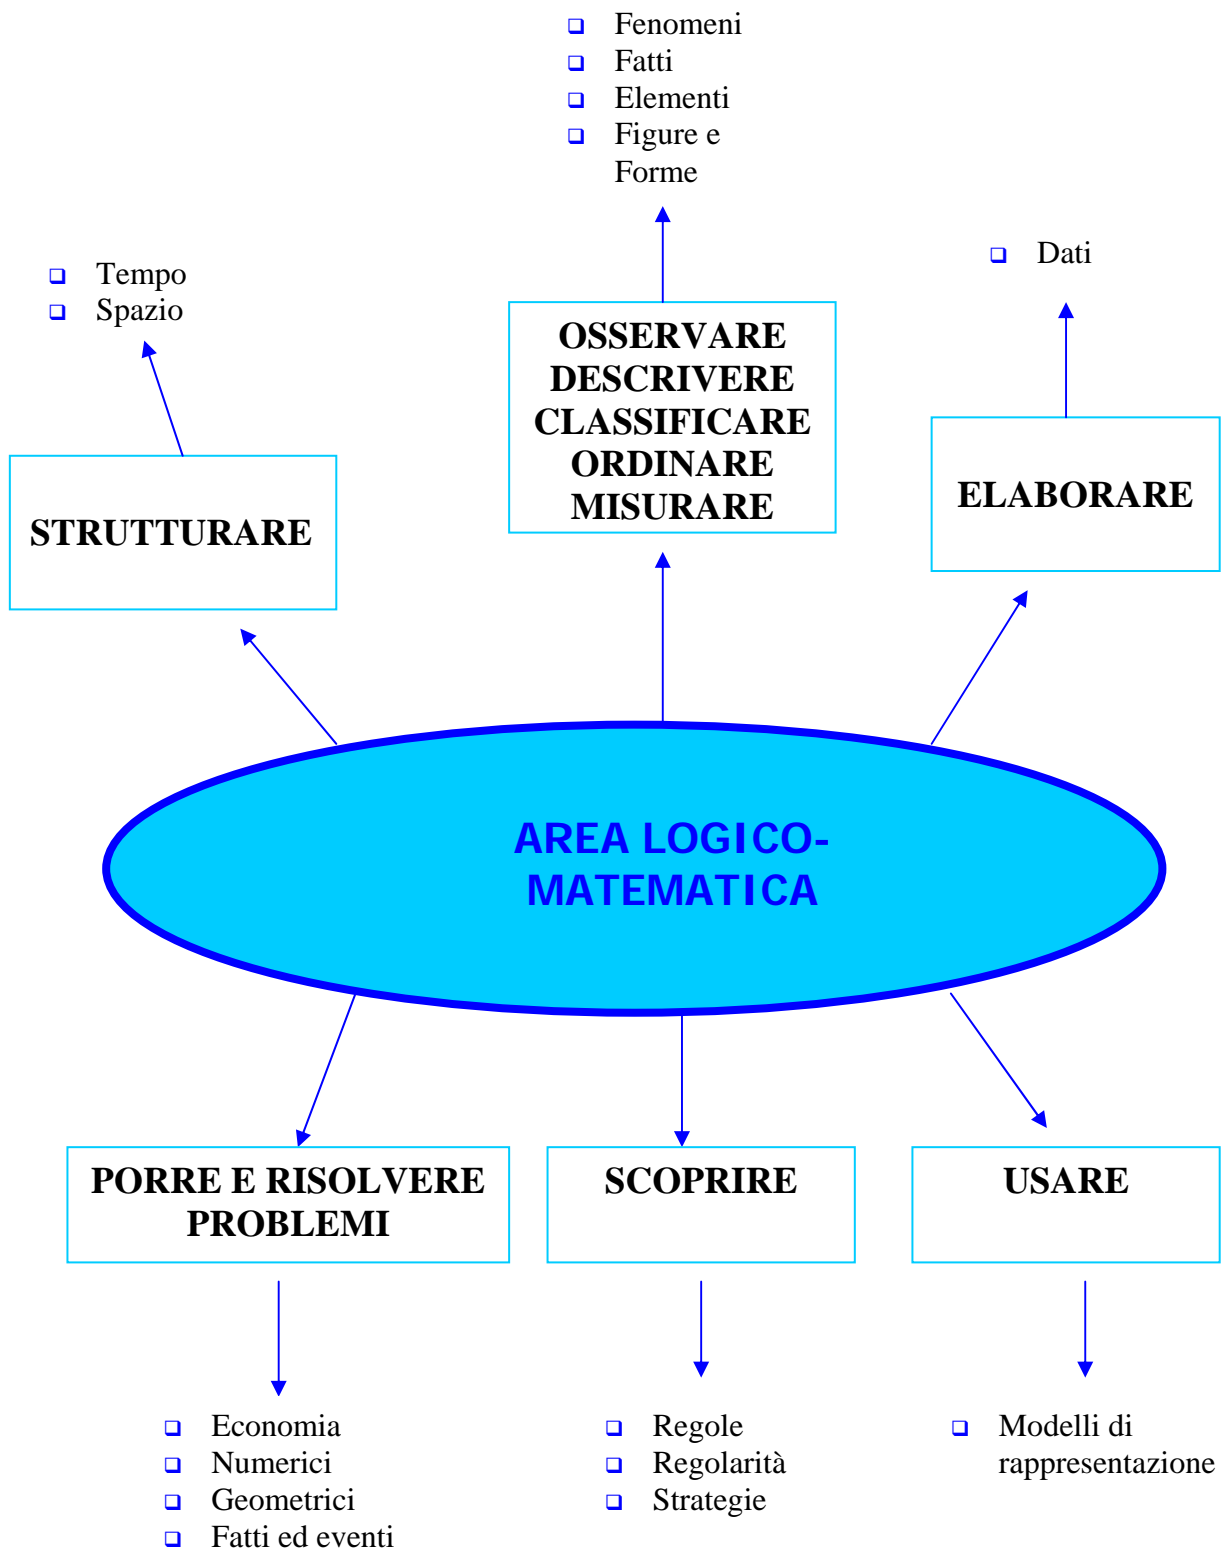 Fenomeni
Fatti
Elementi
Figure e
Forme
Tempo
Spazio
Dati
OSSERVARE
DESCRIVERE
CLASSIFICARE
ORDINARE
MISURARE
STRUTTURARE
ELABORARE
AREA LOGICO-
MATEMATICA
PORRE E RISOLVERE
PROBLEMI
SCOPRIRE
USARE
Economia
Numerici
Geometrici
Fatti ed eventi
Regole
Regolarità
Strategie
Modelli di
rappresentazione